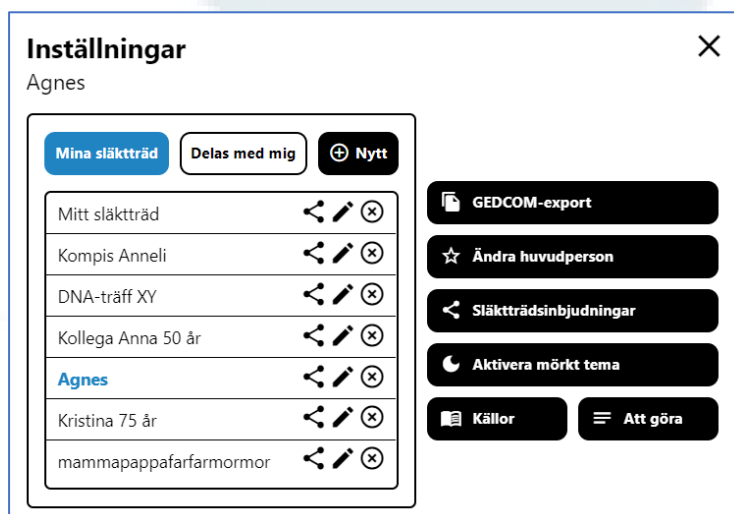 Inställningar
Agnes
Mina släktträd
Delas med mig
Nytt
Mitt släktträd
Kompis Anneli
DNA-träff XY
Kollega Anna 50 år
Agnes
Kristina 75 år
mammapappafarfarmormor
GEDCOM-export
Ändra huvudperson
Släktträdsinbjudningar
Aktivera mörkt tema
Källor
Att göra